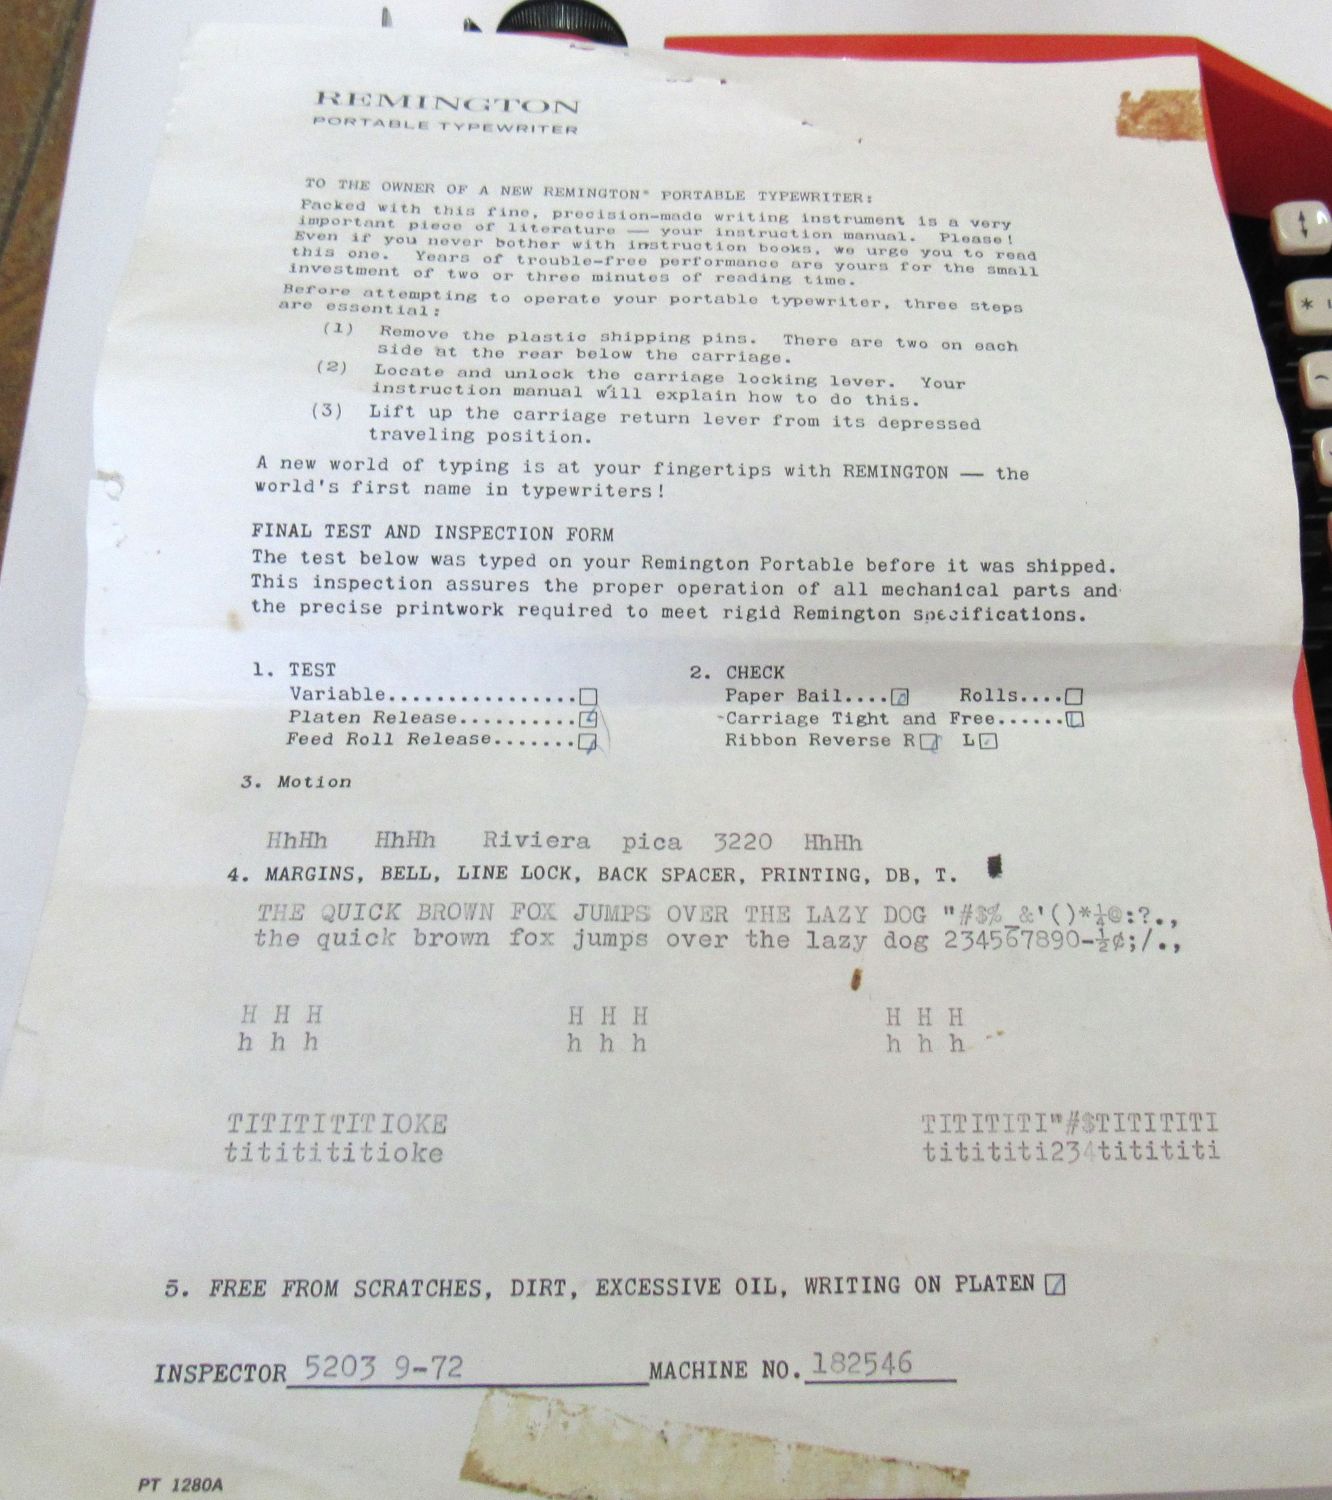 REMINGTON
PORTABLE TYPEWRITER
TO THE OWNER OF A NEW REMINGTON® PORTABLE TYPEWRITER:
Packed with this fine, precision-made writing instrument is a very
important piece of literature — your instruction manual. Please!
Even if you never bother with instruction books, we urge you to read
this one. Years of trouble-free performance are yours for the small
investment of two or three minutes of reading time.
Before attempting to operate your portable typewriter, three steps
are essential:
(1) Remove the plastic shipping pins. There are two on each
side at the rear below the carriage.
(2) Locate and unlock the carriage locking lever. Your
instruction manual will explain how to do this.
(3) Lift up the carriage return lever from its depressed
traveling position.
A new world of typing is at your fingertips with REMINGTON — the
world's first name in typewriters!
FINAL TEST AND INSPECTION FORM
The test below was typed on your Remington Portable before it was shipped.
This inspection assures the proper operation of all mechanical parts and
the precise printwork required to meet rigid Remington specifications.
1. TEST 2. CHECK
Variable................☐ Paper Bail....☑ Rolls....☐
Platen Release..........☑ Carriage Tight and Free......☑
Feed Roll Release.......☑ Ribbon Reverse R☑ L☑
3. Motion
HhHh HhHh Riviera pica 3220 HhHh
4. MARGINS, BELL, LINE LOCK, BACK SPACER, PRINTING, DB, T.
THE QUICK BROWN FOX JUMPS OVER THE LAZY DOG "#$%_&'()*¼@:?.,
the quick brown fox jumps over the lazy dog 234567890-½¢;/.,
H H H H H H H H H
h h h h h h h h h
TITITITITIOKE TITITITI"#$TITITITI
titititititioke titititi234titititi
5. FREE FROM SCRATCHES, DIRT, EXCESSIVE OIL, WRITING ON PLATEN ☑
INSPECTOR 5203 9-72 MACHINE NO. 182546
PT 1280A